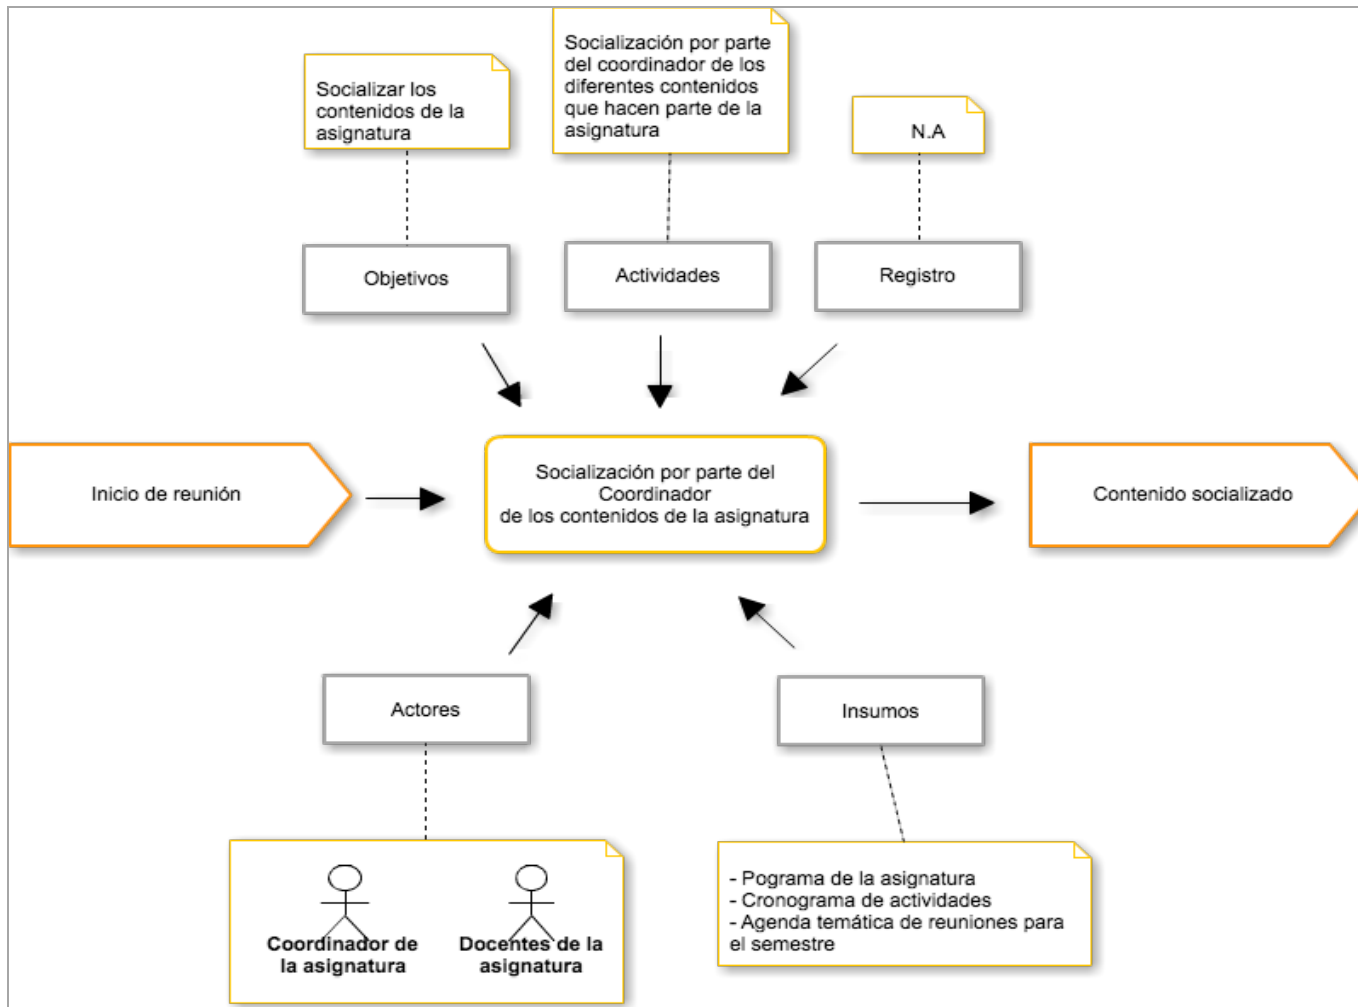 Socializar los
contenidos de la
asignatura
Socialización por parte
del coordinador de los
diferentes contenidos
que hacen parte de la
asignatura
N.A
Objetivos
Actividades
Registro
Inicio de reunión
Socialización por parte del
Coordinador
de los contenidos de la asignatura
Contenido socializado
Actores
Insumos
Coordinador de
la asignatura
Docentes de la
asignatura
- Pograma de la asignatura
- Cronograma de actividades
- Agenda temática de reuniones para
el semestre